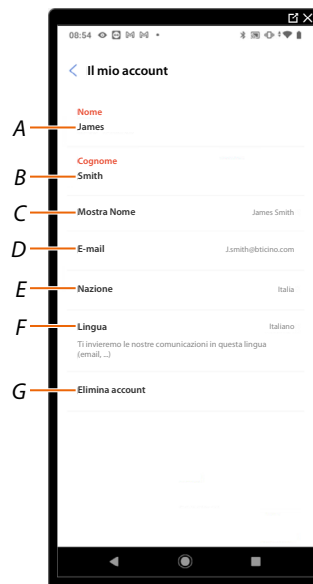 08:54
Il mio account
Nome
A James
Cognome
B Smith
C Mostra Nome James Smith
D E-mail J.smith@bticino.com
E Nazione Italia
F Lingua Italiano
Ti invieremo le nostre comunicazioni in questa lingua
(email, ...)
G Elimina account